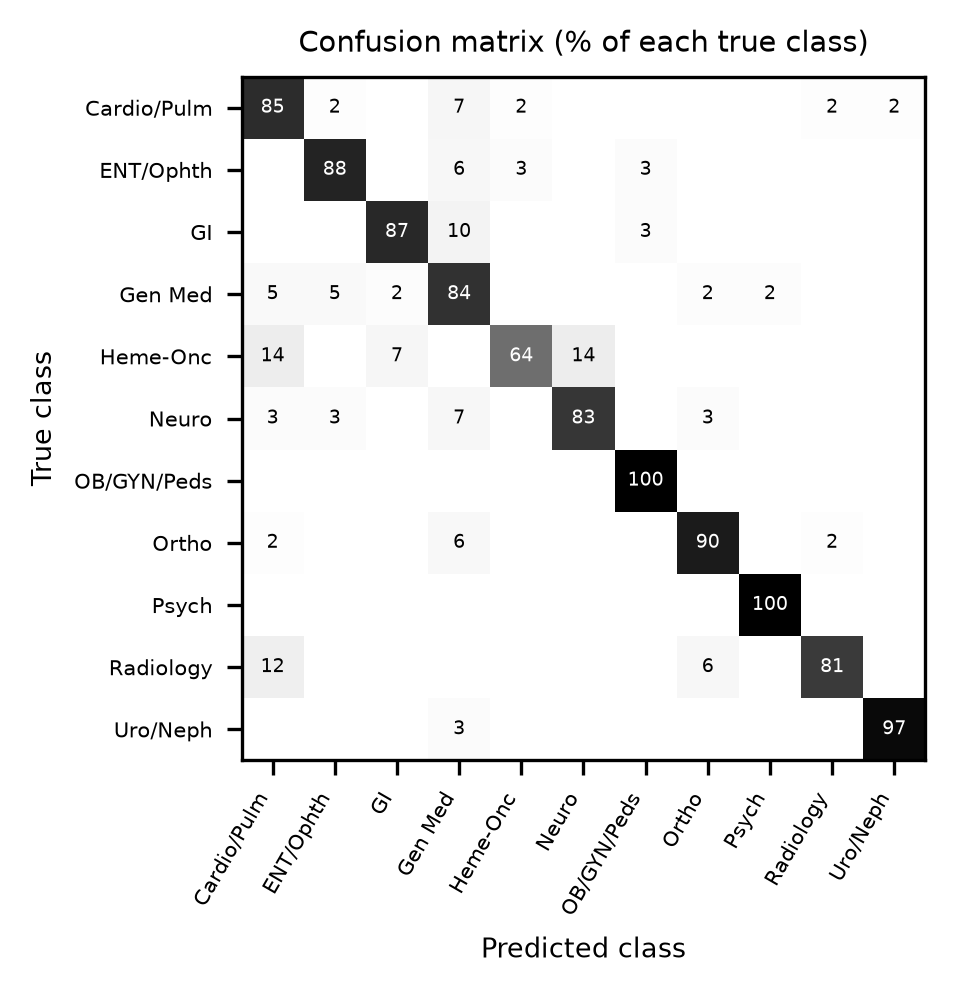 Confusion matrix (% of each true class)
Cardio/Pulm 85 2 7 2 2 2
ENT/Ophth 88 6 3 3
GI 87 10 3
Gen Med 5 5 2 84 2 2
Heme-Onc 14 7 64 14
Neuro 3 3 7 83 3
OB/GYN/Peds 100
Ortho 2 6 90 2
Psych 100
Radiology 12 6 81
Uro/Neph 3 97
True class
Cardio/Pulm ENT/Ophth GI Gen Med Heme-Onc Neuro OB/GYN/Peds Ortho Psych Radiology Uro/Neph
Predicted class